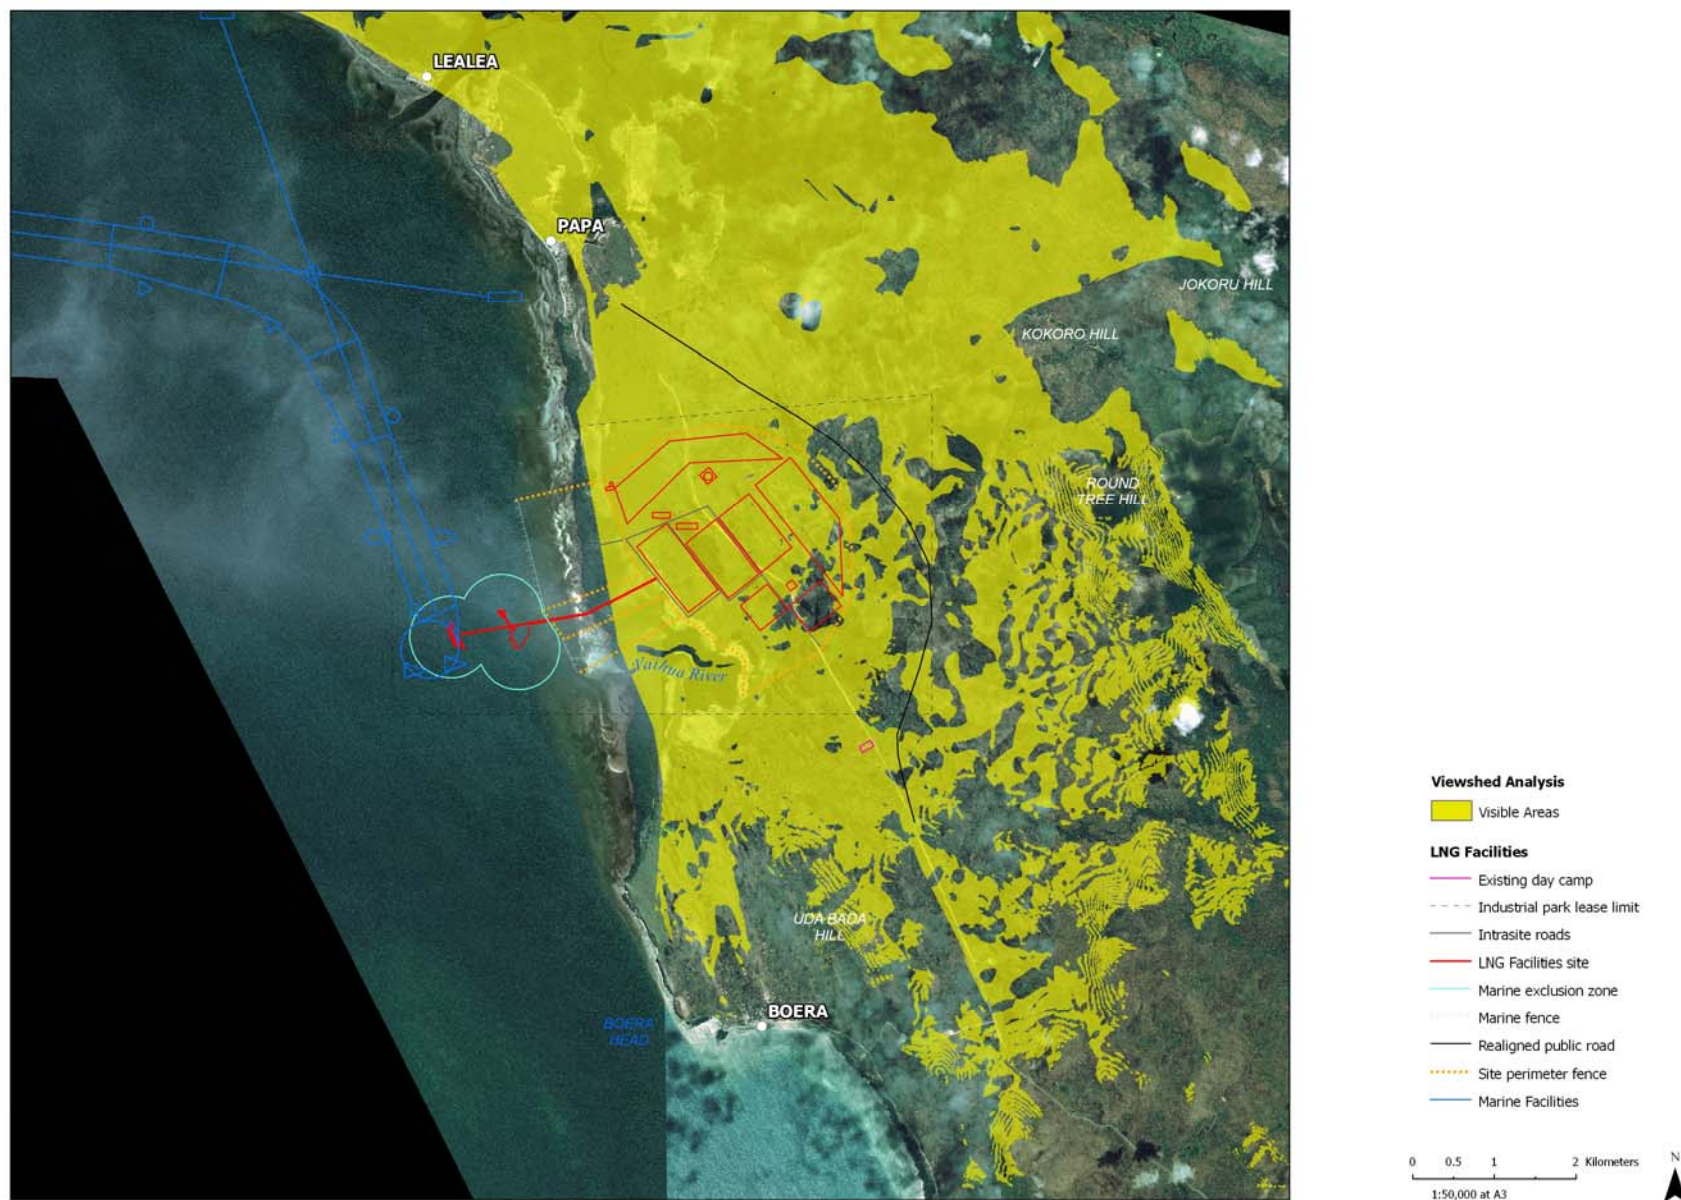 LEALEA
PAPA
JOKORU HILL
KOKORO HILL
ROUND
TREE HILL
Vaihua River
UDA BADA
HILL
BOERA
BOERA
HEAD
Viewshed Analysis
Visible Areas
LNG Facilities
Existing day camp
Industrial park lease limit
Intrasite roads
LNG Facilities site
Marine exclusion zone
Marine fence
Realigned public road
Site perimeter fence
Marine Facilities
0 0.5 1 2 Kilometers
1:50,000 at A3
N